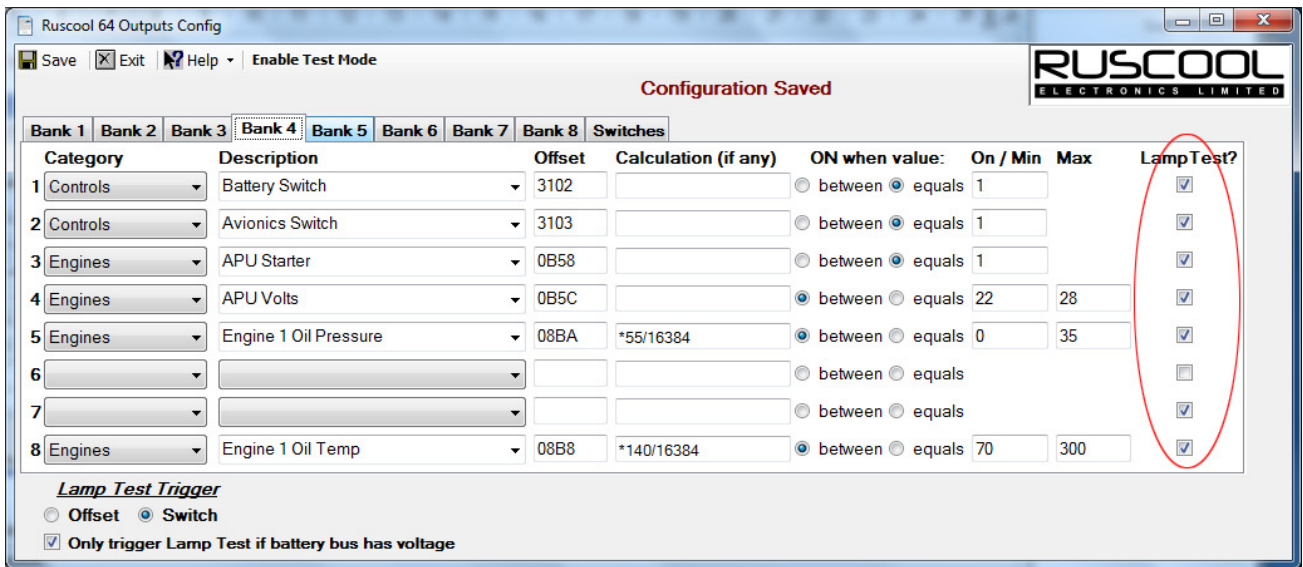 Ruscool 64 Outputs Config
Save Exit Help Enable Test Mode
RUSCOOL
ELECTRONICS LIMITED
Configuration Saved
Bank 1 Bank 2 Bank 3 Bank 4 Bank 5 Bank 6 Bank 7 Bank 8 Switches
Category Description Offset Calculation (if any) ON when value: On / Min Max LampTest?
1 Controls Battery Switch 3102 between equals 1
2 Controls Avionics Switch 3103 between equals 1
3 Engines APU Starter 0B58 between equals 1
4 Engines APU Volts 0B5C between equals 22 28
5 Engines Engine 1 Oil Pressure 08BA *55/16384 between equals 0 35
6 between equals
7 between equals
8 Engines Engine 1 Oil Temp 08B8 *140/16384 between equals 70 300
Lamp Test Trigger
Offset Switch
Only trigger Lamp Test if battery bus has voltage